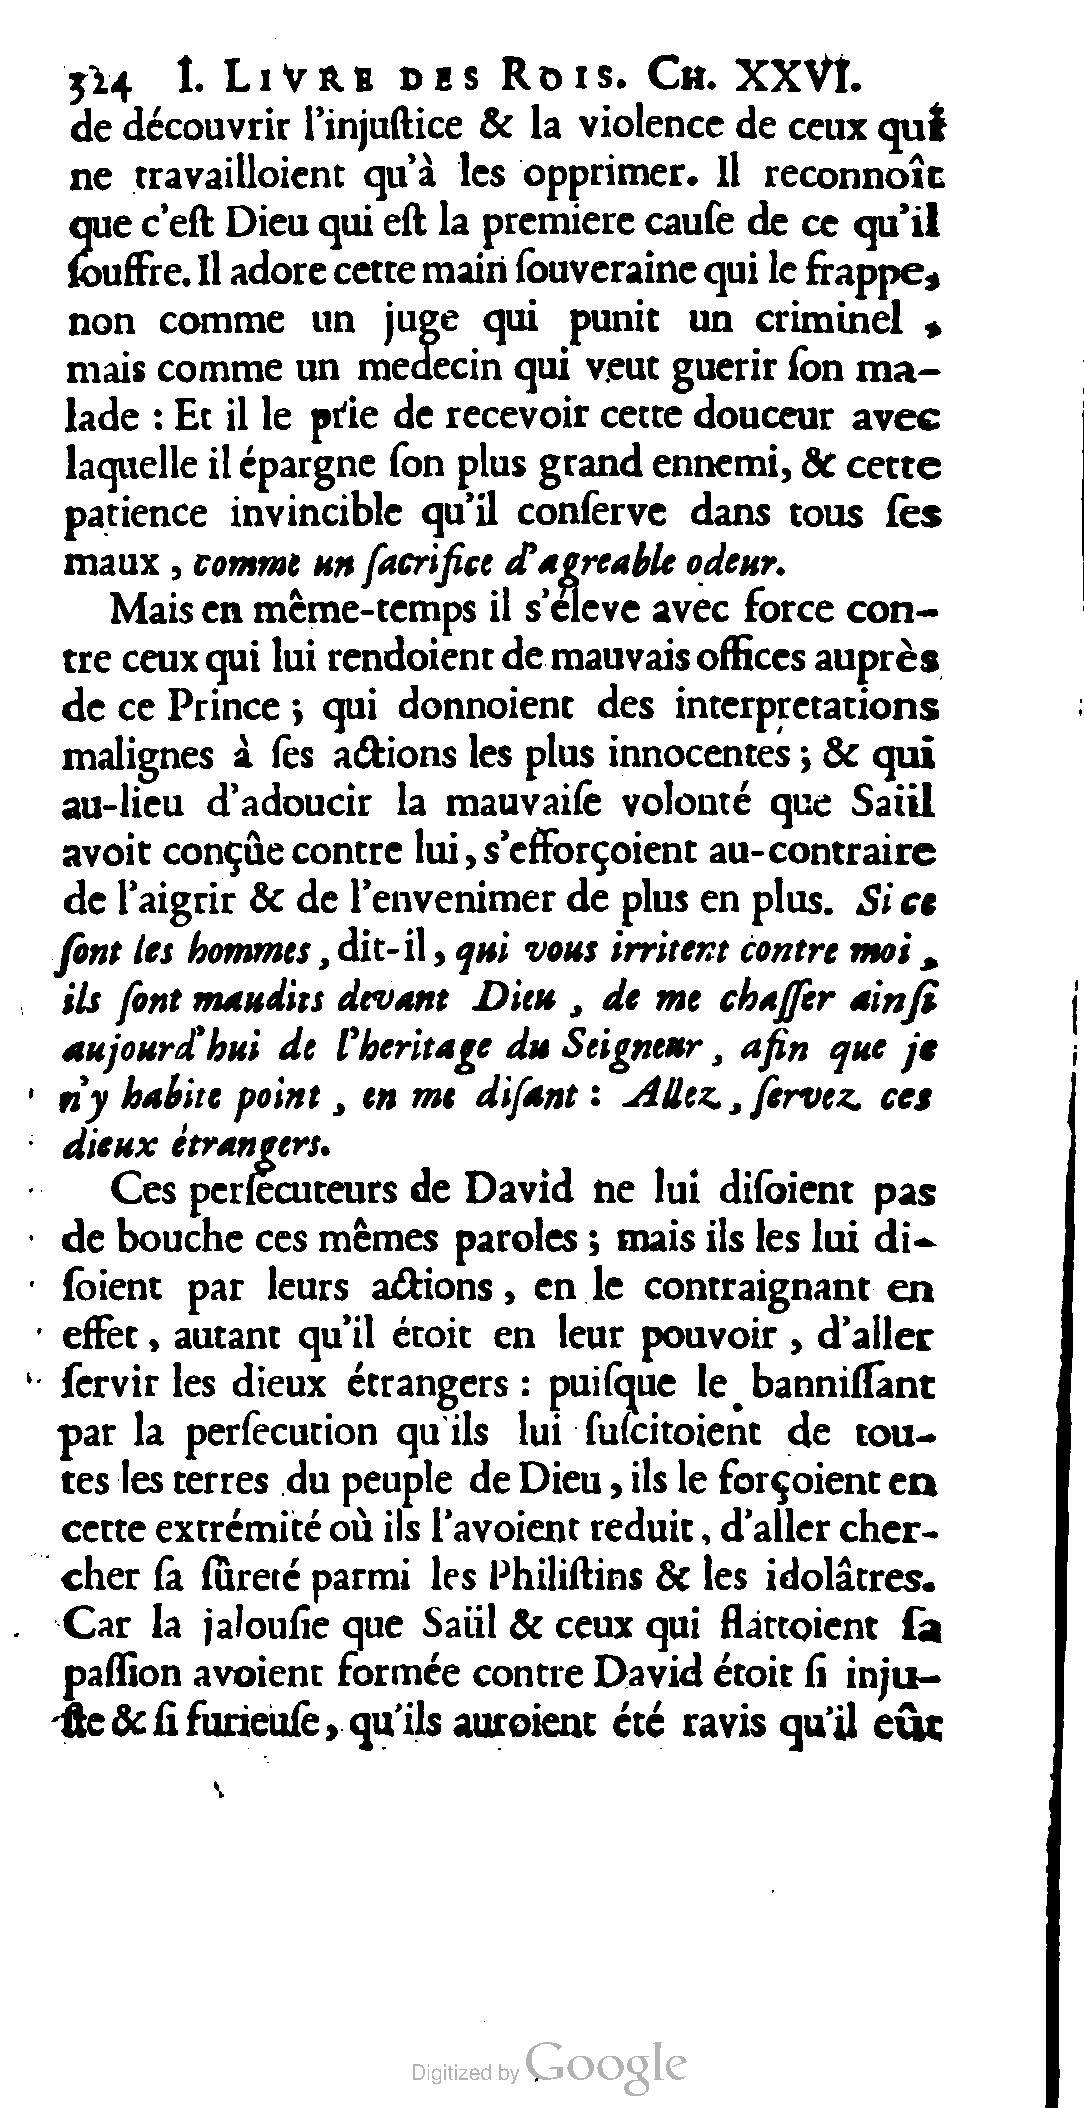 324 I. LIVRE DES ROIS. CH. XXVI.
de découvrir l'injuſtice & la violence de ceux qui
ne travailloient qu'à les opprimer. Il reconnoît
que c'eſt Dieu qui eſt la premiere cauſe de ce qu'il
ſouffre. Il adore cette main ſouveraine qui le frappe,
non comme un juge qui punit un criminel ,
mais comme un medecin qui veut guerir ſon ma-
lade : Et il le prie de recevoir cette douceur avec
laquelle il épargne ſon plus grand ennemi, & cette
patience invincible qu'il conſerve dans tous ſes
maux , comme un ſacrifice d'agreable odeur.
Mais en même-temps il s'éleve avec force con-
tre ceux qui lui rendoient de mauvais offices auprès
de ce Prince ; qui donnoient des interpretations
malignes à ſes actions les plus innocentes ; & qui
au-lieu d'adoucir la mauvaiſe volonté que Saül
avoit conçûe contre lui, s'efforçoient au-contraire
de l'aigrir & de l'envenimer de plus en plus. Si ce
ſont les hommes , dit-il , qui vous irritent contre moi ,
ils ſont maudits devant Dieu , de me chaſſer ainſi
aujourd'hui de l'heritage du Seigneur , afin que je
n'y habite point , en me diſant : Allez , ſervez ces
dieux étrangers.
Ces perſecuteurs de David ne lui diſoient pas
de bouche ces mêmes paroles ; mais ils les lui di-
ſoient par leurs actions , en le contraignant en
effet , autant qu'il étoit en leur pouvoir , d'aller
ſervir les dieux étrangers : puiſque le banniſſant
par la perſecution qu'ils lui ſuſcitoient de tou-
tes les terres du peuple de Dieu , ils le forçoient en
cette extrémité où ils l'avoient reduit, d'aller cher-
cher ſa ſûreté parmi les Philiſtins & les idolâtres.
Car la jalouſie que Saül & ceux qui flattoient ſa
paſſion avoient formée contre David étoit ſi inju-
ſte & ſi furieuſe, qu'ils auroient été ravis qu'il eût
Digitized by Google